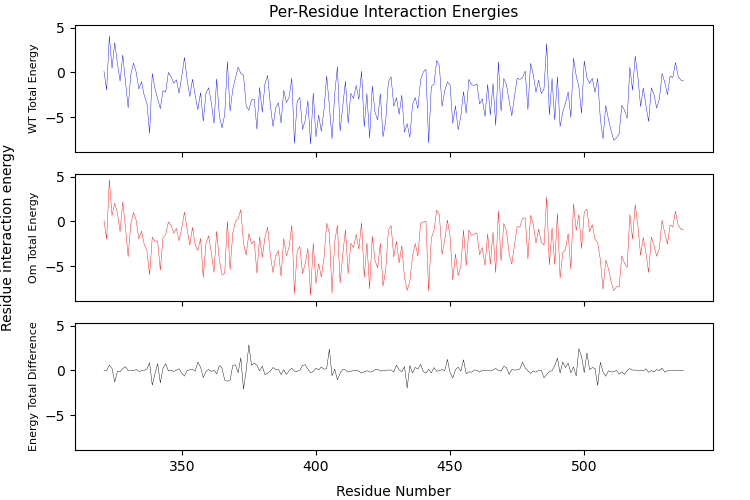 Per-Residue Interaction Energies
Residue interaction energy
WT Total Energy
5
0
−5
Om Total Energy
5
0
−5
Energy Total Difference
5
0
−5
350
400
450
500
Residue Number